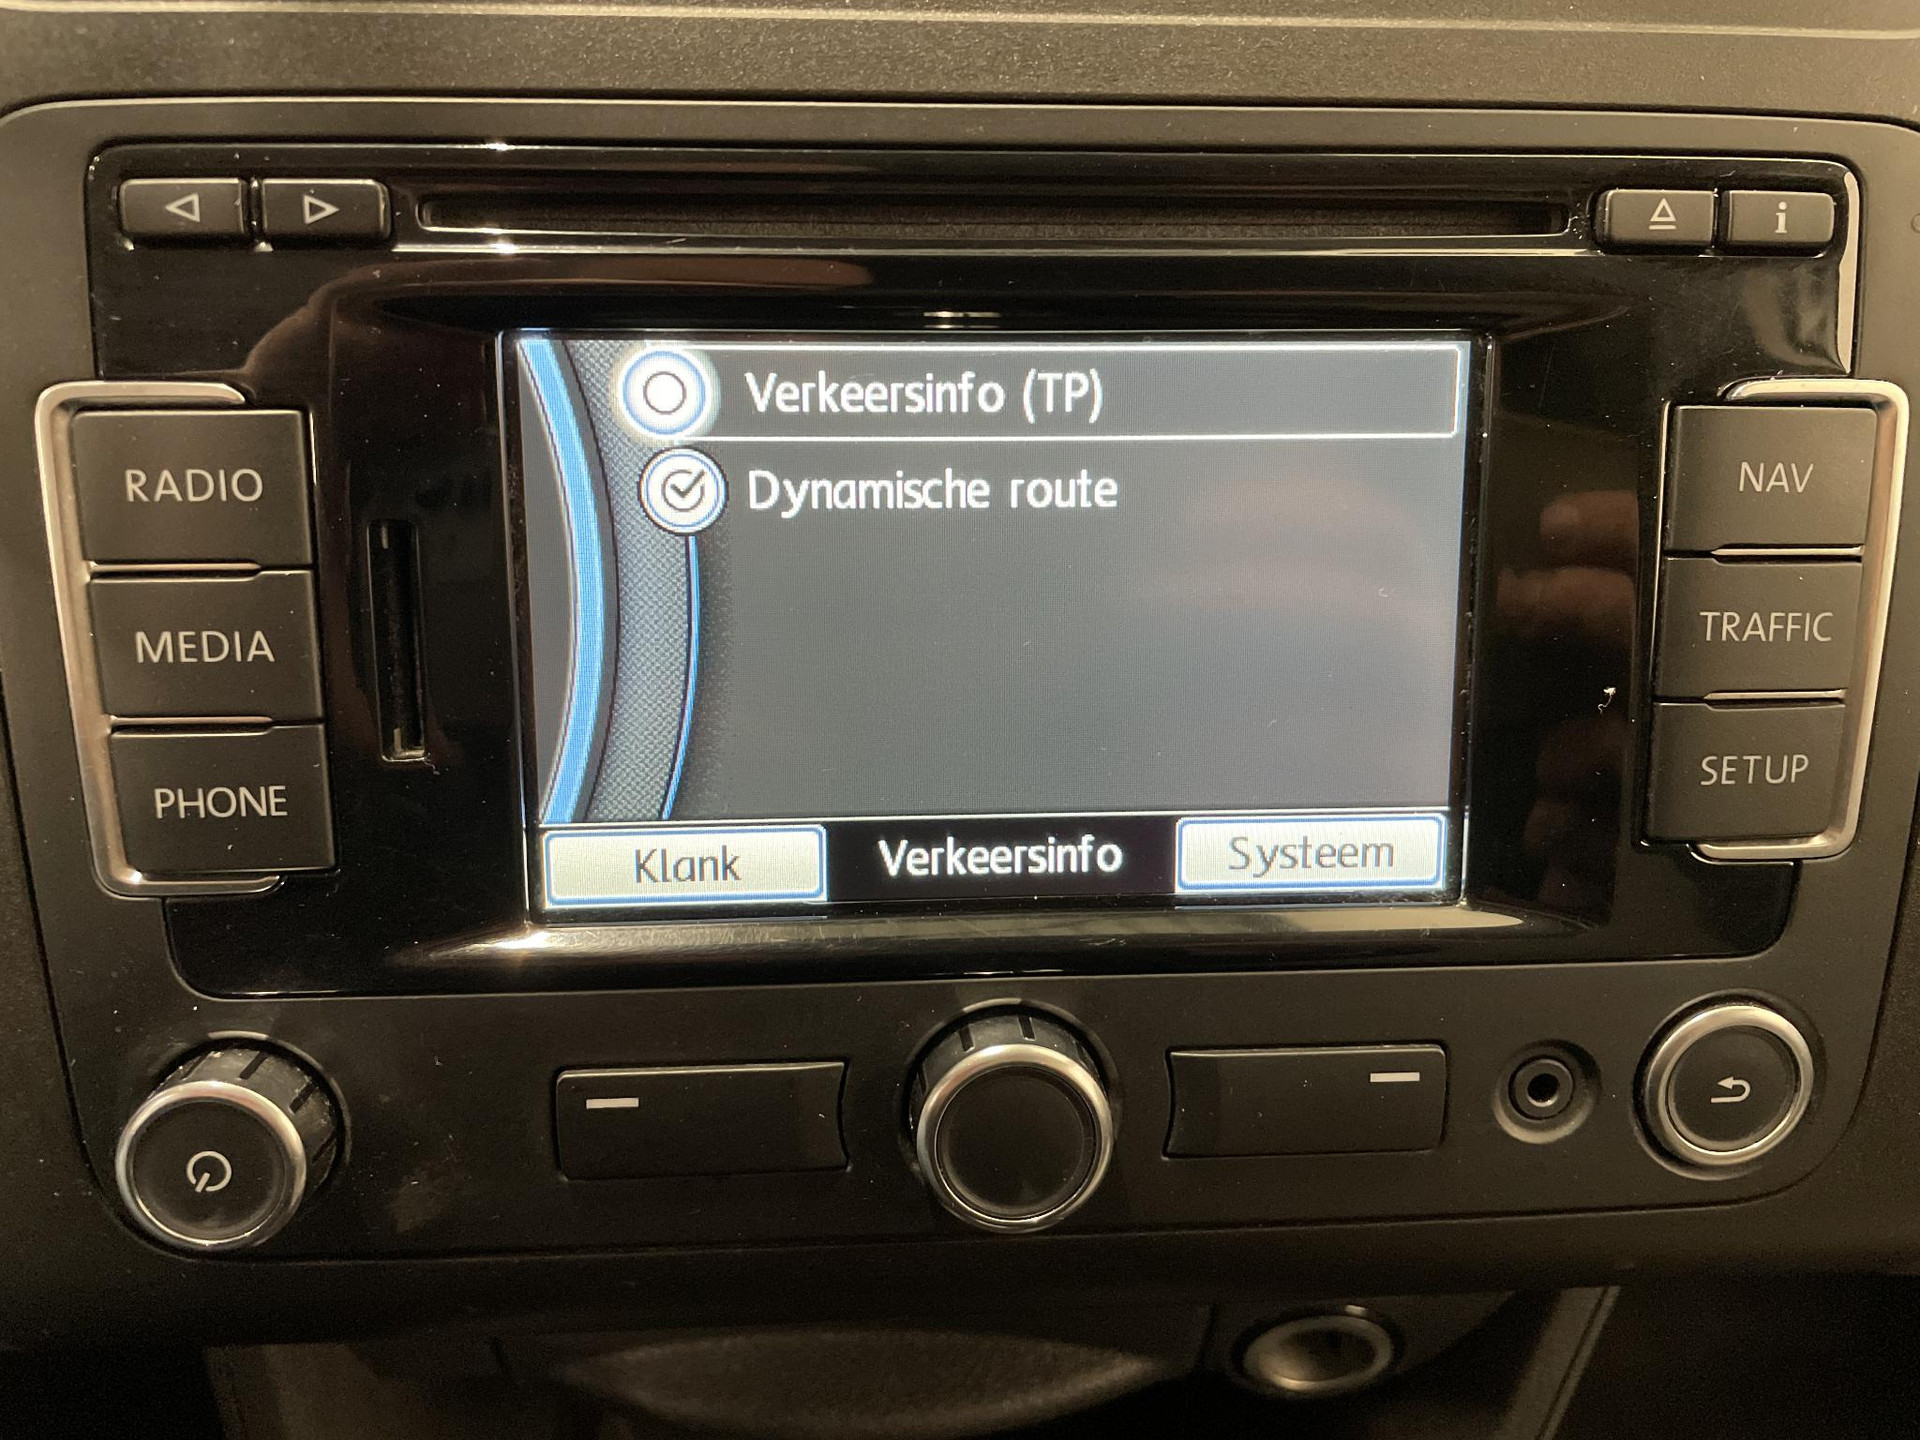 i
RADIO
MEDIA
PHONE
Verkeersinfo (TP)
Dynamische route
Klank
Verkeersinfo
Systeem
NAV
TRAFFIC
SETUP